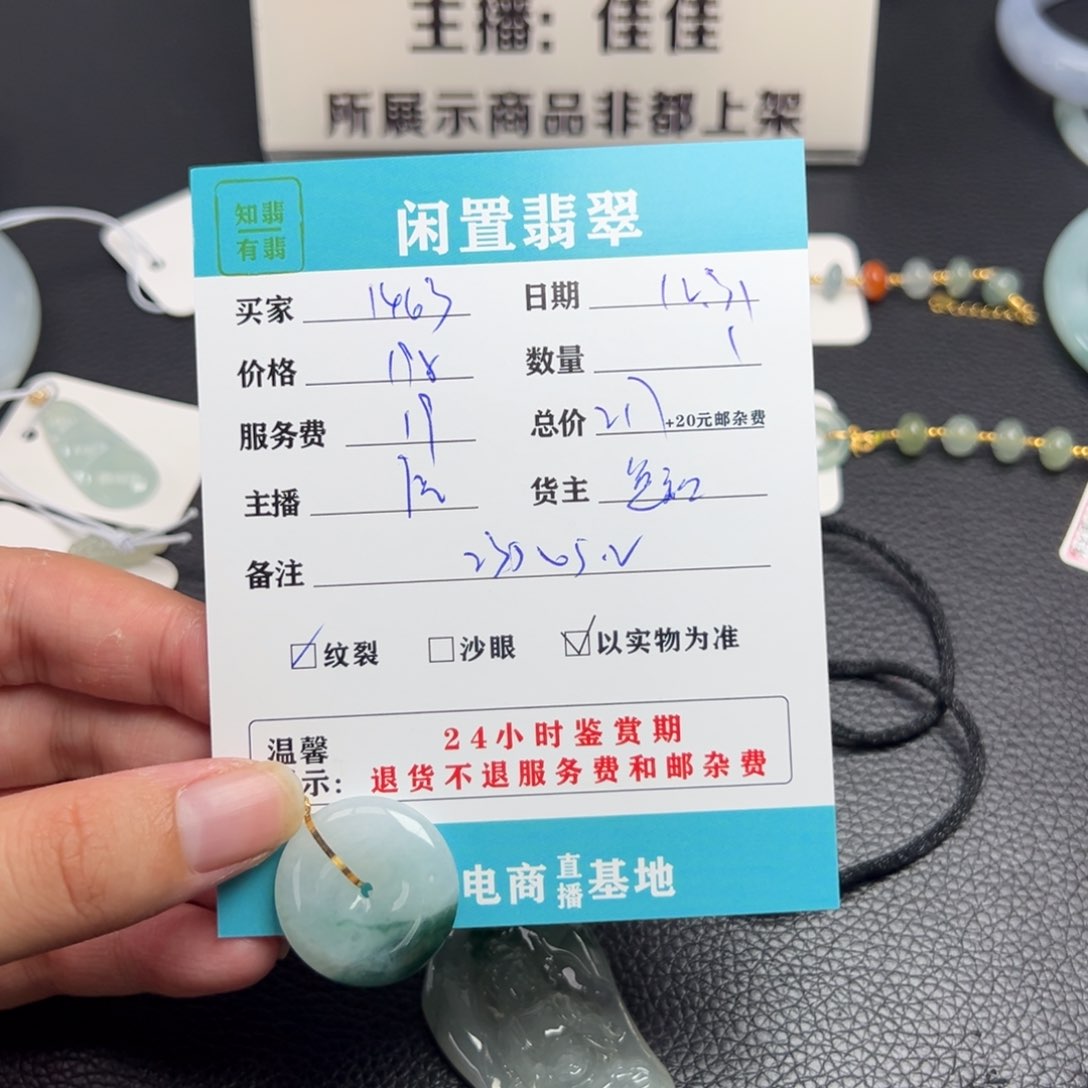 主播：佳佳
所展示商品非都上架
知翡
有翡
闲置翡翠
买家 1463 日期 12.31
价格 198 数量 1
服务费 19 总价 217 +20元邮杂费
主播 货主
备注
纹裂 沙眼 以实物为准
温馨 24小时鉴赏期
示： 退货不退服务费和邮杂费
电商直播基地